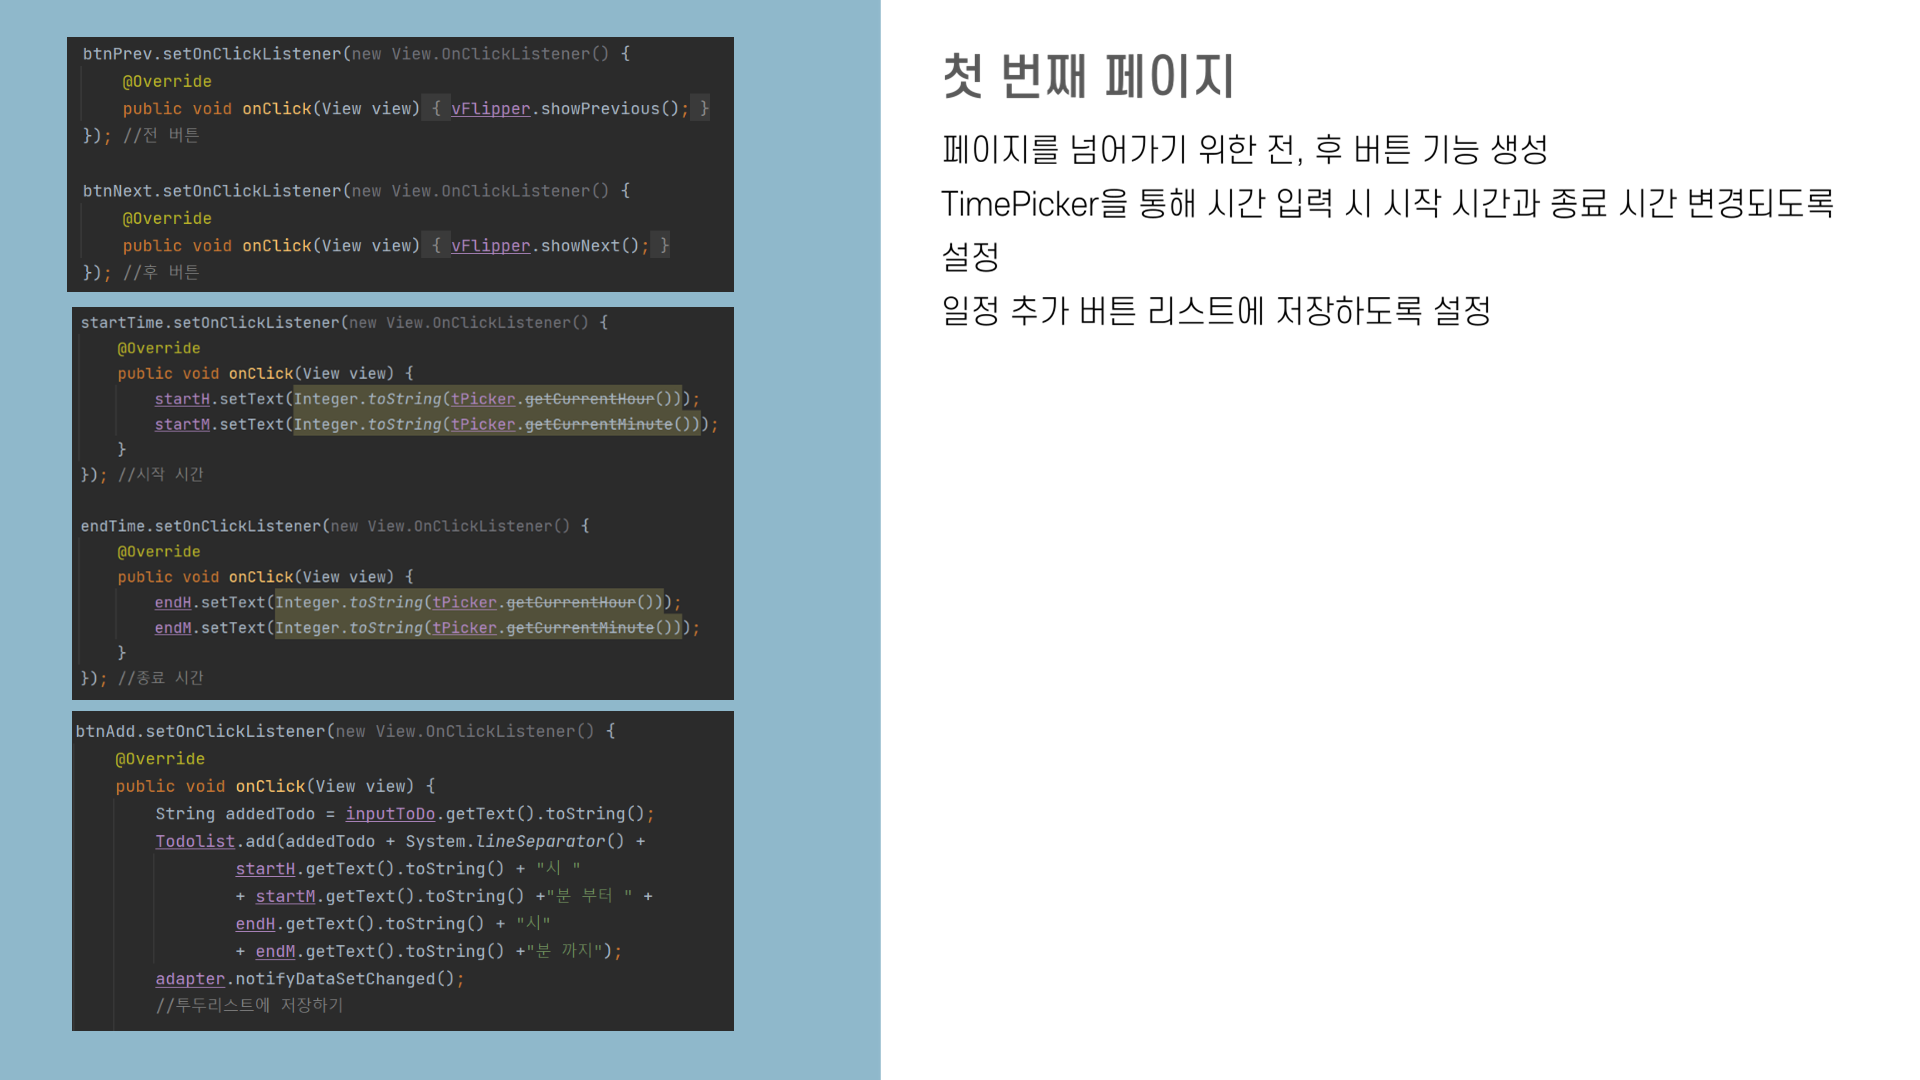 btnPrev.setOnClickListener(new View.OnClickListener() {
@Override
public void onClick(View view) { vFlipper.showPrevious(); }
}); //전 버튼
btnNext.setOnClickListener(new View.OnClickListener() {
@Override
public void onClick(View view) { vFlipper.showNext(); }
}); //후 버튼
startTime.setOnClickListener(new View.OnClickListener() {
@Override
public void onClick(View view) {
startH.setText(Integer.toString(tPicker.getCurrentHour()));
startM.setText(Integer.toString(tPicker.getCurrentMinute()));
}
}); //시작 시간
endTime.setOnClickListener(new View.OnClickListener() {
@Override
public void onClick(View view) {
endH.setText(Integer.toString(tPicker.getCurrentHour()));
endM.setText(Integer.toString(tPicker.getCurrentMinute()));
}
}); //종료 시간
btnAdd.setOnClickListener(new View.OnClickListener() {
@Override
public void onClick(View view) {
String addedTodo = inputToDo.getText().toString();
Todolist.add(addedTodo + System.lineSeparator() +
startH.getText().toString() + "시 "
+ startM.getText().toString() +"분 부터 " +
endH.getText().toString() + "시"
+ endM.getText().toString() +"분 까지");
adapter.notifyDataSetChanged();
//투두리스트에 저장하기
첫 번째 페이지
페이지를 넘어가기 위한 전, 후 버튼 기능 생성
TimePicker을 통해 시간 입력 시 시작 시간과 종료 시간 변경되도록
설정
일정 추가 버튼 리스트에 저장하도록 설정